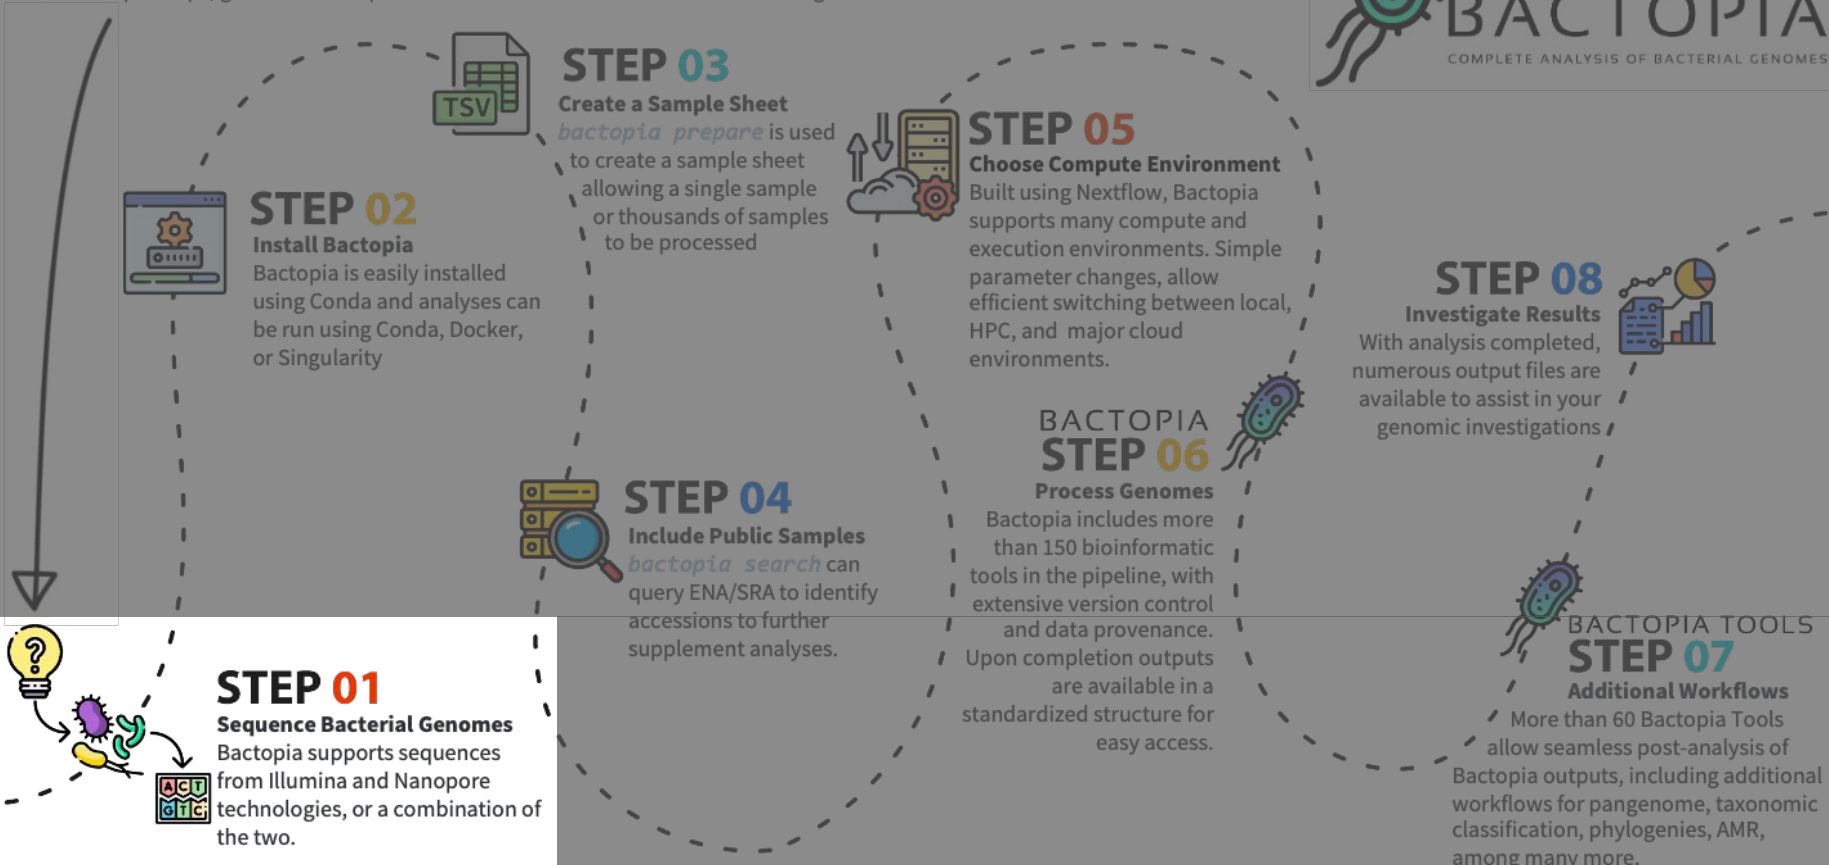 BACTOPIA
COMPLETE ANALYSIS OF BACTERIAL GENOMES
STEP 01
Sequence Bacterial Genomes
Bactopia supports sequences
from Illumina and Nanopore
technologies, or a combination of
the two.
ACT
GTC
?
STEP 02
Install Bactopia
Bactopia is easily installed
using Conda and analyses can
be run using Conda, Docker,
or Singularity
TSV
STEP 03
Create a Sample Sheet
bactopia prepare is used
to create a sample sheet
allowing a single sample
or thousands of samples
to be processed
STEP 04
Include Public Samples
bactopia search can
query ENA/SRA to identify
accessions to further
supplement analyses.
STEP 05
Choose Compute Environment
Built using Nextflow, Bactopia
supports many compute and
execution environments. Simple
parameter changes, allow
efficient switching between local,
HPC, and major cloud
environments.
BACTOPIA
STEP 06
Process Genomes
Bactopia includes more
than 150 bioinformatic
tools in the pipeline, with
extensive version control
and data provenance.
Upon completion outputs
are available in a
standardized structure for
easy access.
BACTOPIA TOOLS
STEP 07
Additional Workflows
More than 60 Bactopia Tools
allow seamless post-analysis of
Bactopia outputs, including additional
workflows for pangenome, taxonomic
classification, phylogenies, AMR,
among many more.
STEP 08
Investigate Results
With analysis completed,
numerous output files are
available to assist in your
genomic investigations